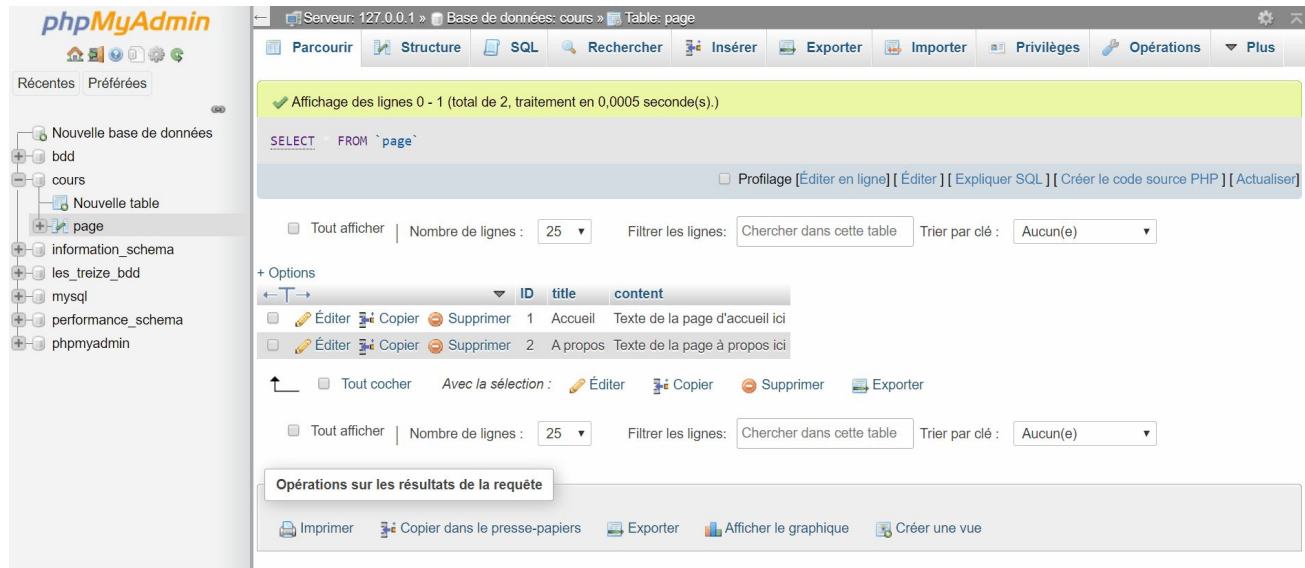 phpMyAdmin
Récentes Préférées
Nouvelle base de données
bdd
cours
Nouvelle table
page
information_schema
les_treize_bdd
mysql
performance_schema
phpmyadmin
Serveur: 127.0.0.1 » Base de données: cours » Table: page
Parcourir Structure SQL Rechercher Insérer Exporter Importer Privilèges Opérations Plus
Affichage des lignes 0 - 1 (total de 2, traitement en 0,0005 seconde(s).)
SELECT * FROM `page`
Profilage [Éditer en ligne] [ Éditer ] [ Expliquer SQL ] [ Créer le code source PHP ] [ Actualiser]
Tout afficher | Nombre de lignes : 25 Filtrer les lignes: Chercher dans cette table Trier par clé : Aucun(e)
+ Options
←T→ ID title content
Éditer Copier Supprimer 1 Accueil Texte de la page d'accueil ici
Éditer Copier Supprimer 2 A propos Texte de la page à propos ici
Tout cocher Avec la sélection : Éditer Copier Supprimer Exporter
Tout afficher | Nombre de lignes : 25 Filtrer les lignes: Chercher dans cette table Trier par clé : Aucun(e)
Opérations sur les résultats de la requête
Imprimer Copier dans le presse-papiers Exporter Afficher le graphique Créer une vue